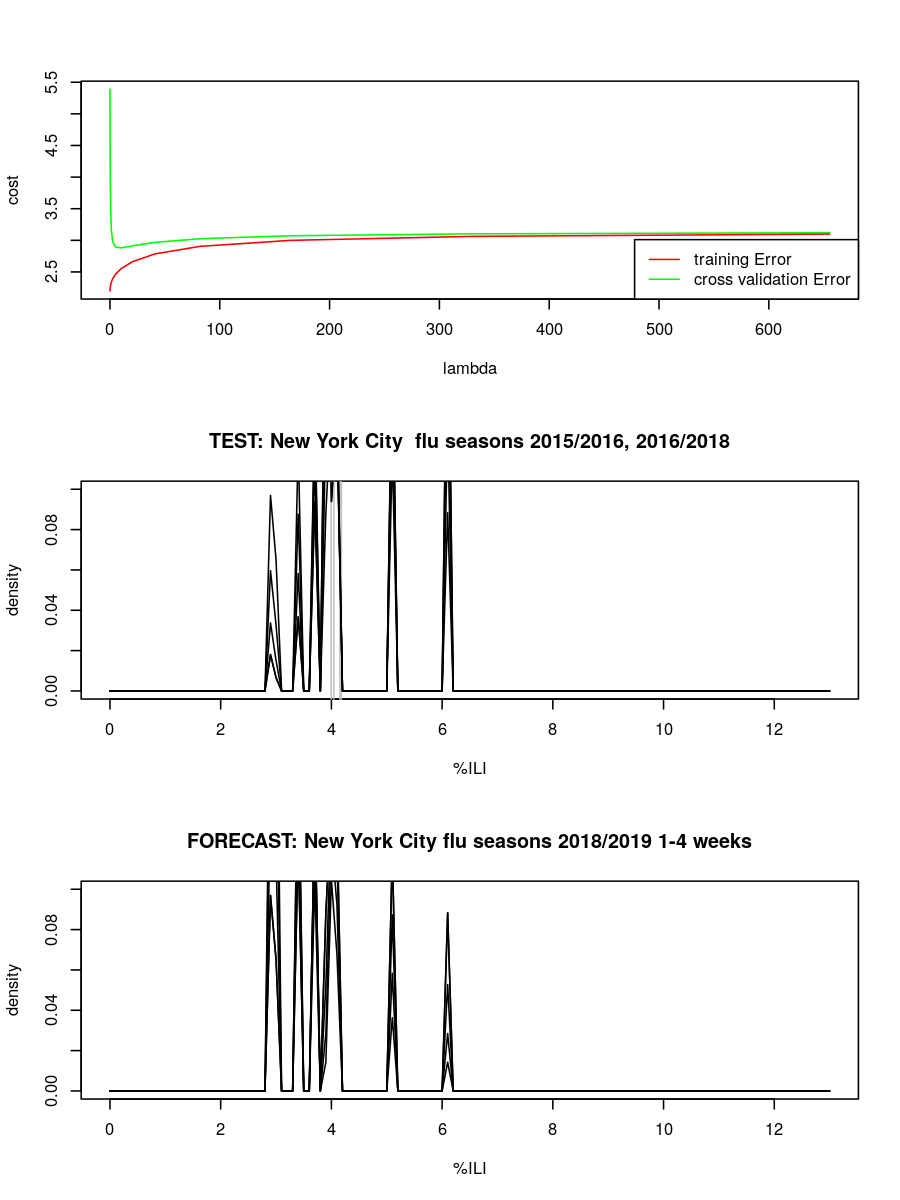 5.5
4.5
3.5
2.5
cost
training Error
cross validation Error
0 100 200 300 400 500 600
lambda
TEST: New York City  flu seasons 2015/2016, 2016/2018
0.08
0.04
0.00
density
0 2 4 6 8 10 12
%ILI
FORECAST: New York City flu seasons 2018/2019 1-4 weeks
0.08
0.04
0.00
density
0 2 4 6 8 10 12
%ILI